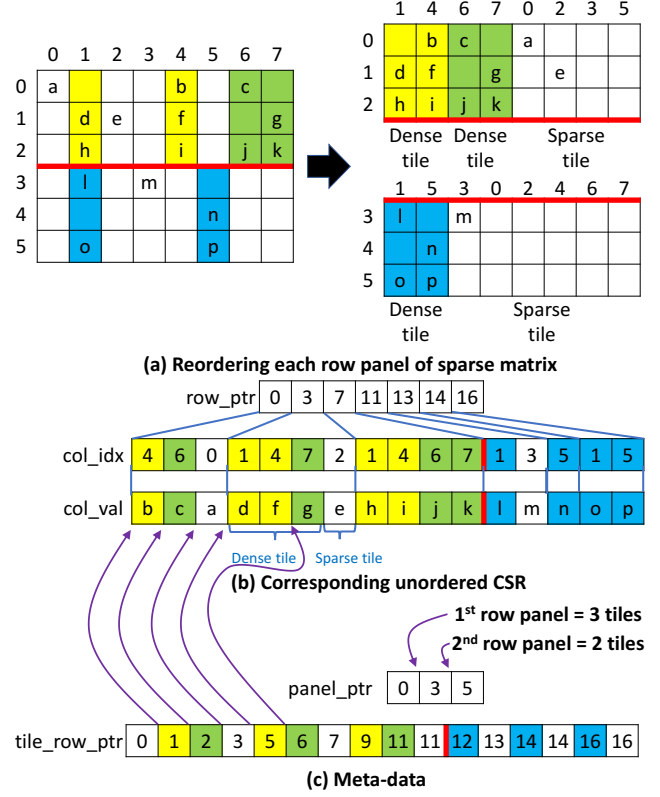 0 1 2 3 4 5 6 7
0 a b c
1 d e f g
2 h i j k
3 l m
4 n
5 o p
1 4 6 7 0 2 3 5
0 b c a
1 d f g e
2 h i j k
Dense tile Dense tile Sparse tile
1 5 3 0 2 4 6 7
3 l m
4 n
5 o p
Dense tile Sparse tile
(a) Reordering each row panel of sparse matrix
row_ptr 0 3 7 11 13 14 16
col_idx 4 6 0 1 4 7 2 1 4 6 7 1 3 5 1 5
col_val b c a d f g e h i j k l m n o p
Dense tile Sparse tile
(b) Corresponding unordered CSR
1st row panel = 3 tiles
2nd row panel = 2 tiles
panel_ptr 0 3 5
tile_row_ptr 0 1 2 3 5 6 7 9 11 11 12 13 14 14 16 16
(c) Meta-data